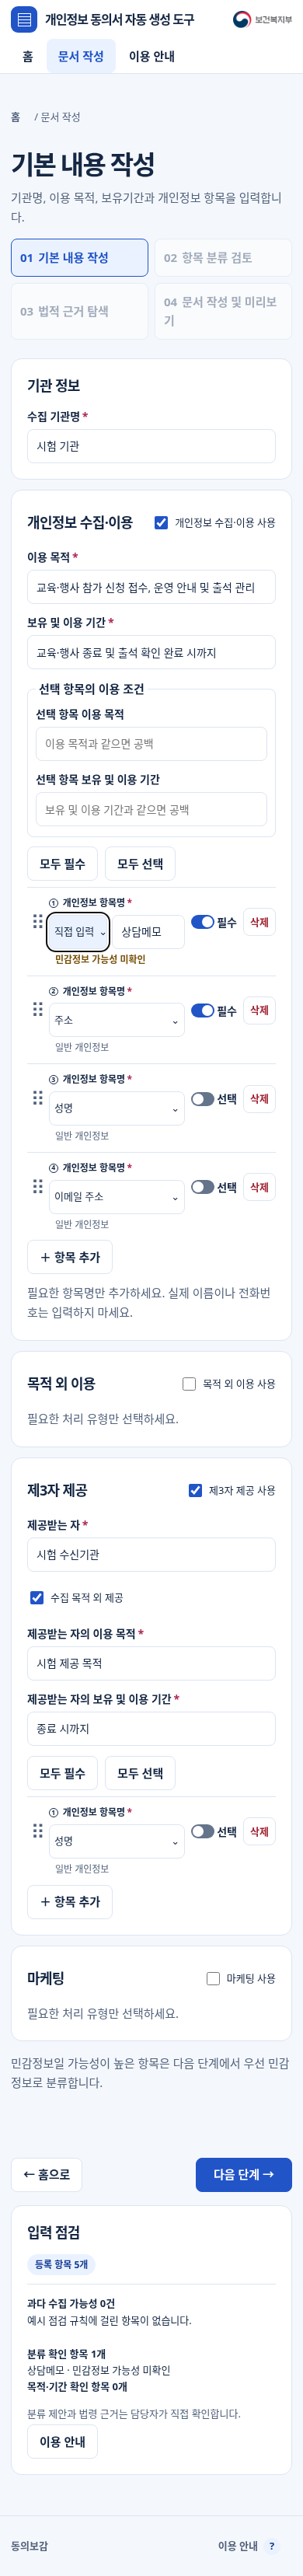 개인정보 동의서 자동 생성 도구
보건복지부
홈 문서 작성 이용 안내
홈 / 문서 작성
기본 내용 작성
기관명, 이용 목적, 보유기간과 개인정보 항목을 입력합니
다.
01 기본 내용 작성
02 항목 분류 검토
03 법적 근거 탐색
04 문서 작성 및 미리보
기
기관 정보
수집 기관명 *
시험 기관
개인정보 수집·이용
개인정보 수집·이용 사용
이용 목적 *
교육·행사 참가 신청 접수, 운영 안내 및 출석 관리
보유 및 이용 기간 *
교육·행사 종료 및 출석 확인 완료 시까지
선택 항목의 이용 조건
선택 항목 이용 목적
이용 목적과 같으면 공백
선택 항목 보유 및 이용 기간
보유 및 이용 기간과 같으면 공백
모두 필수 모두 선택
① 개인정보 항목명 *
직접 입력 상담메모 필수 삭제
민감정보 가능성 미확인
② 개인정보 항목명 *
주소 필수 삭제
일반 개인정보
③ 개인정보 항목명 *
성명 선택 삭제
일반 개인정보
④ 개인정보 항목명 *
이메일 주소 선택 삭제
일반 개인정보
+ 항목 추가
필요한 항목명만 추가하세요. 실제 이름이나 전화번
호는 입력하지 마세요.
목적 외 이용
목적 외 이용 사용
필요한 처리 유형만 선택하세요.
제3자 제공
제3자 제공 사용
제공받는 자 *
시험 수신기관
수집 목적 외 제공
제공받는 자의 이용 목적 *
시험 제공 목적
제공받는 자의 보유 및 이용 기간 *
종료 시까지
모두 필수 모두 선택
① 개인정보 항목명 *
성명 선택 삭제
일반 개인정보
+ 항목 추가
마케팅
마케팅 사용
필요한 처리 유형만 선택하세요.
민감정보일 가능성이 높은 항목은 다음 단계에서 우선 민감
정보로 분류합니다.
← 홈으로
다음 단계 →
입력 점검
등록 항목 5개
과다 수집 가능성 0건
예시 점검 규칙에 걸린 항목이 없습니다.
분류 확인 항목 1개
상담메모 · 민감정보 가능성 미확인
목적·기간 확인 항목 0개
분류 제안과 법령 근거는 담당자가 직접 확인합니다.
이용 안내
동의보감
이용 안내 ?